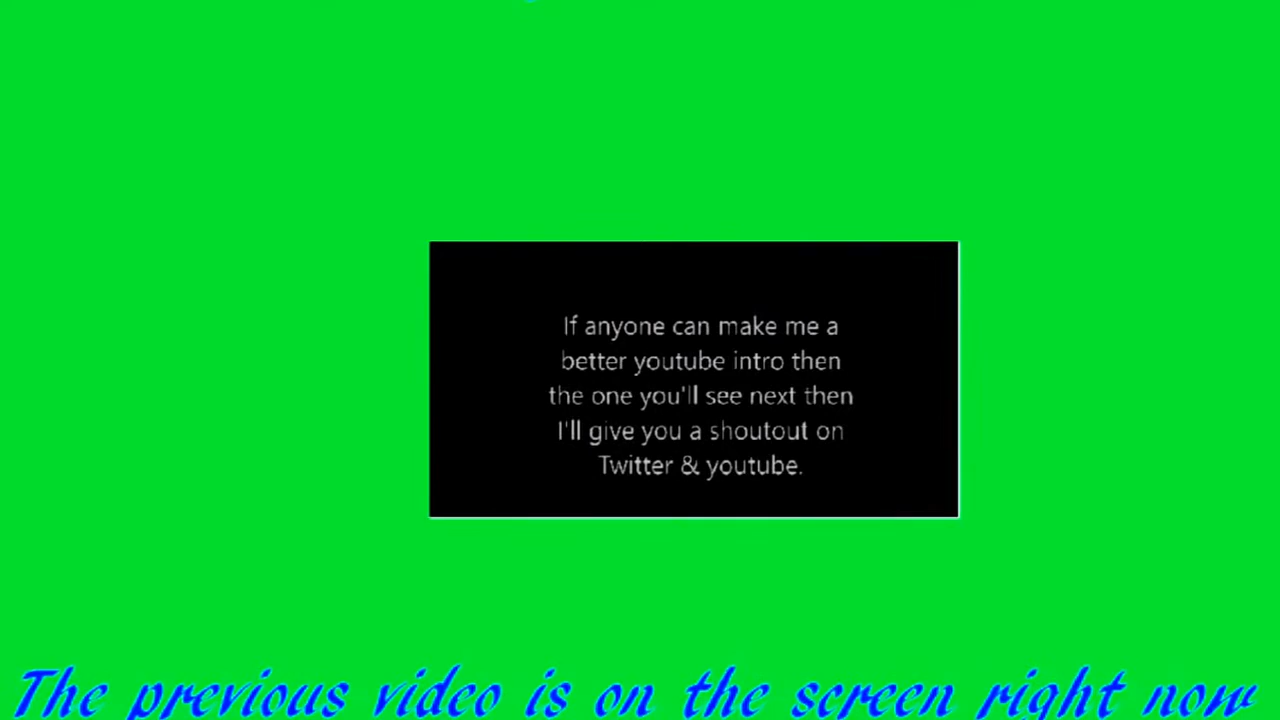 If anyone can make me a
better youtube intro then
the one you'll see next then
I'll give you a shoutout on
Twitter & youtube.
The previous video is on the screen right now